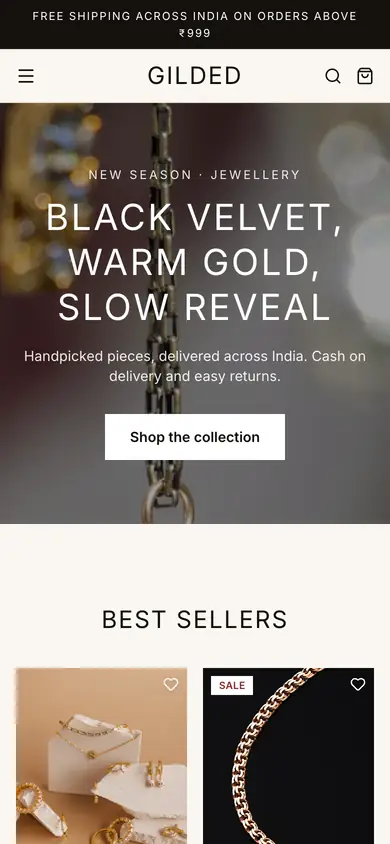 FREE SHIPPING ACROSS INDIA ON ORDERS ABOVE
₹999
GILDED
NEW SEASON · JEWELLERY
BLACK VELVET,
WARM GOLD,
SLOW REVEAL
Handpicked pieces, delivered across India. Cash on
delivery and easy returns.
Shop the collection
BEST SELLERS
SALE